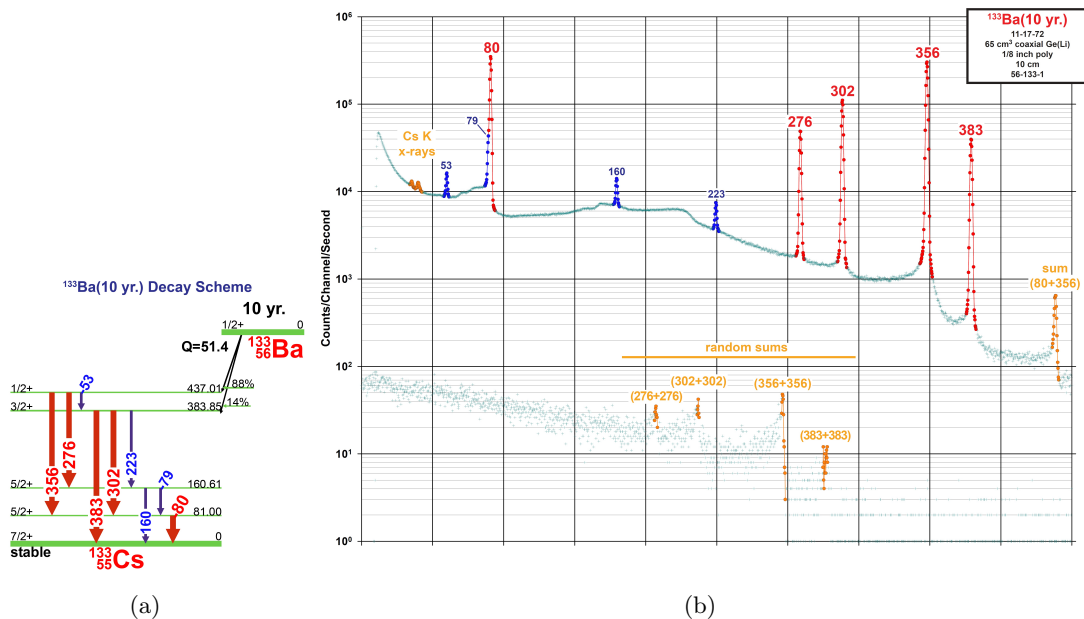 ¹³³Ba(10 yr.) Decay Scheme
10 yr.
1/2+ 0
Q=51.4
¹³³₅₆Ba
1/2+ 53 437.01 88%
3/2+ 383.85 14%
356 276 383 302 223
5/2+ 79 160.61
5/2+ 160 80 81.00
7/2+ 0
stable
¹³³₅₅Cs
(a)
Counts/Channel/Second
10⁶
10⁵
10⁴
10³
10²
10¹
10⁰
¹³³Ba(10 yr.)
11-17-72
65 cm³ coaxial Ge(Li)
1/8 inch poly
10 cm
56-133-1
Cs K
x-rays
53
79
80
160
223
276
302
356
383
sum
(80+356)
random sums
(276+276)
(302+302)
(356+356)
(383+383)
(b)